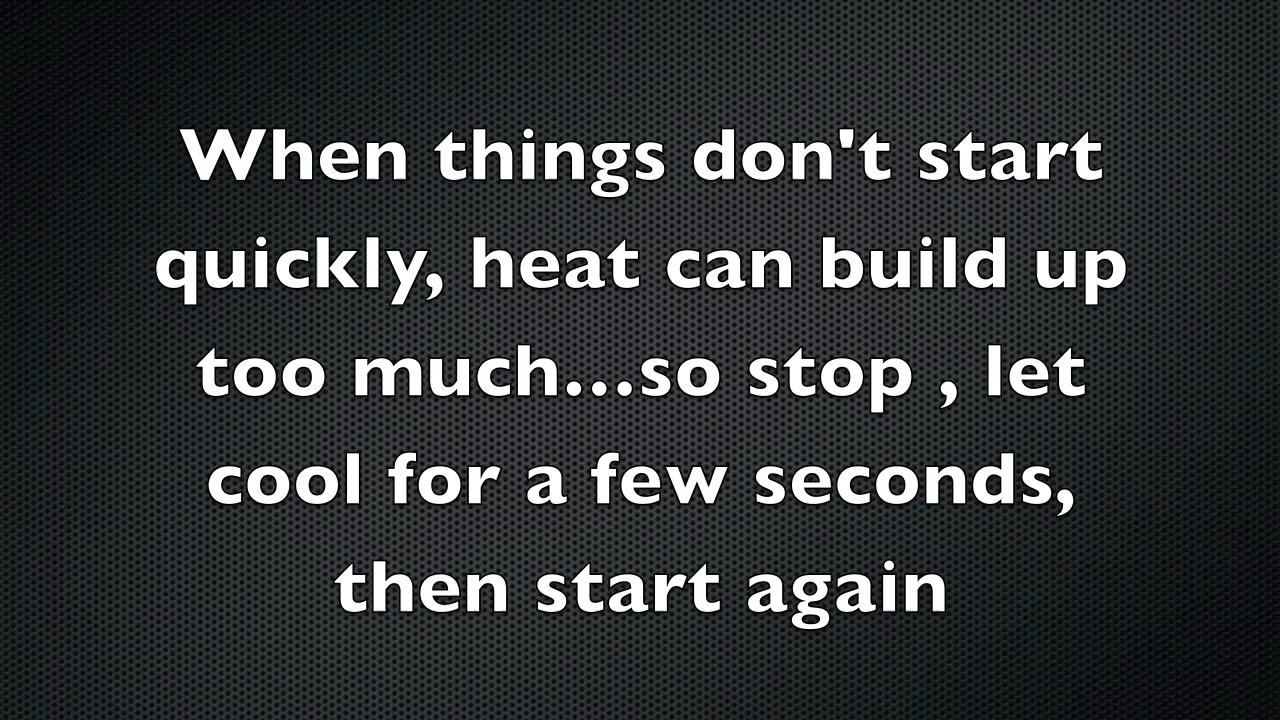 When things don't start
quickly, heat can build up
too much...so stop , let
cool for a few seconds,
then start again